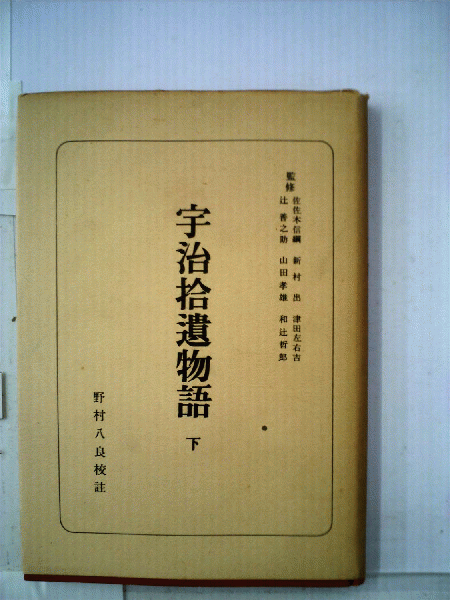 監修 佐佐木信綱 新村出 津田左右吉
辻善之助 山田孝雄 和辻哲郎
宇治拾遺物語 下
野村八良校註